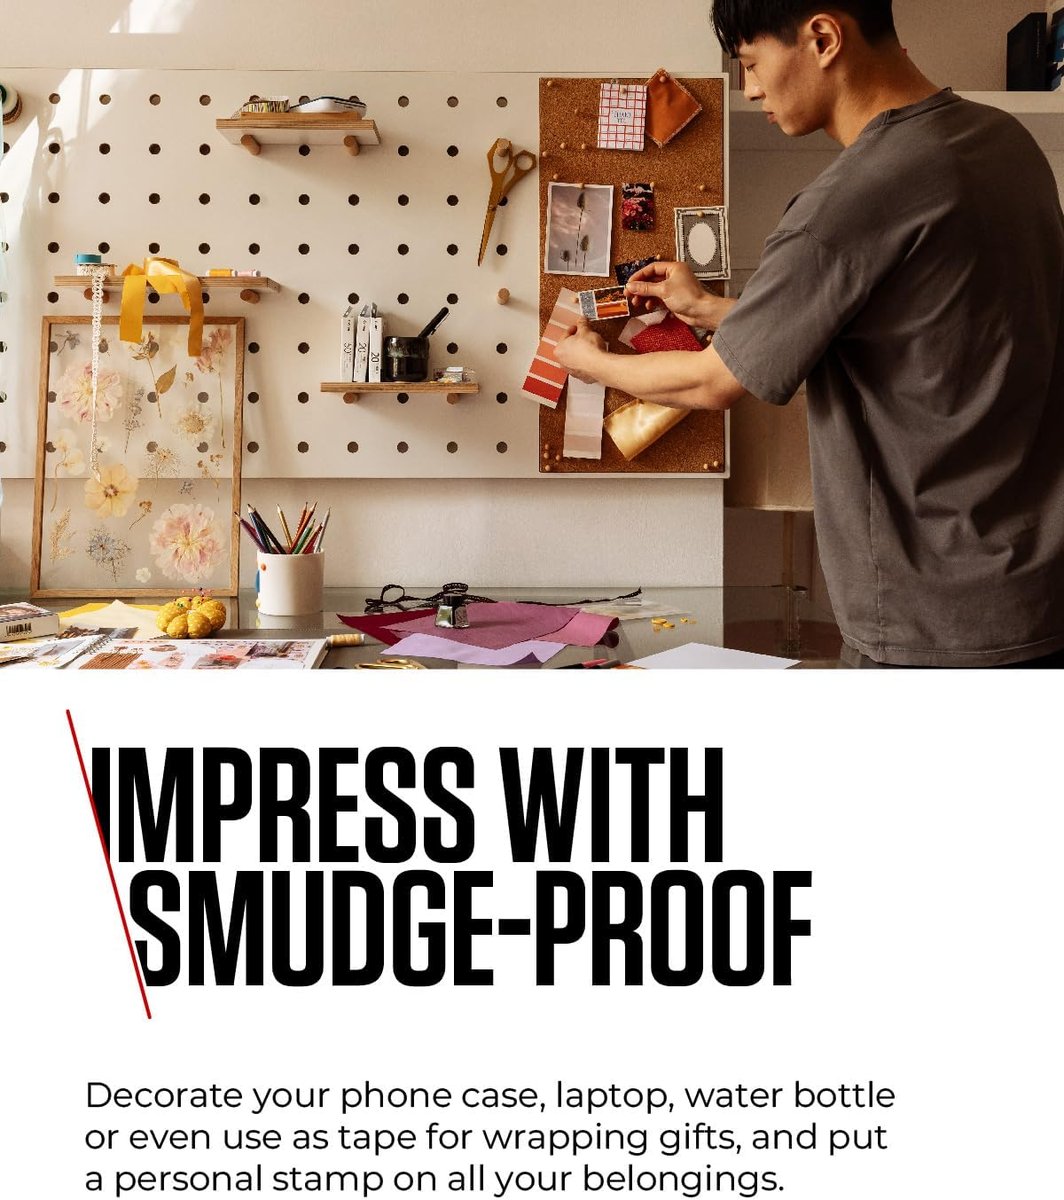 IMPRESS WITH
SMUDGE-PROOF
Decorate your phone case, laptop, water bottle
or even use as tape for wrapping gifts, and put
a personal stamp on all your belongings.